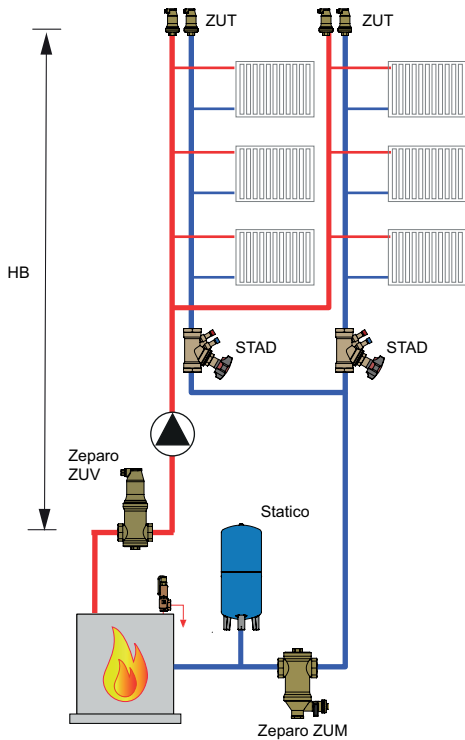 ZUT
ZUT
HB
STAD
STAD
Zeparo
ZUV
Statico
Zeparo ZUM